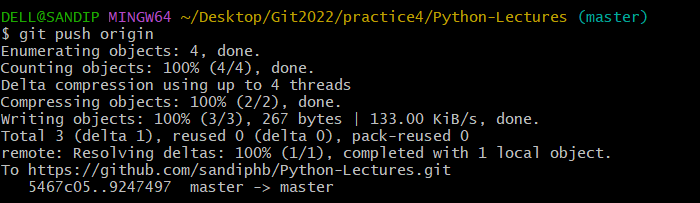 DELL@SANDIP MINGW64 ~/Desktop/Git2022/practice4/Python-Lectures (master)
$ git push origin
Enumerating objects: 4, done.
Counting objects: 100% (4/4), done.
Delta compression using up to 4 threads
Compressing objects: 100% (2/2), done.
Writing objects: 100% (3/3), 267 bytes | 133.00 KiB/s, done.
Total 3 (delta 1), reused 0 (delta 0), pack-reused 0
remote: Resolving deltas: 100% (1/1), completed with 1 local object.
To https://github.com/sandiphb/Python-Lectures.git
   5467c05..9247497  master -> master